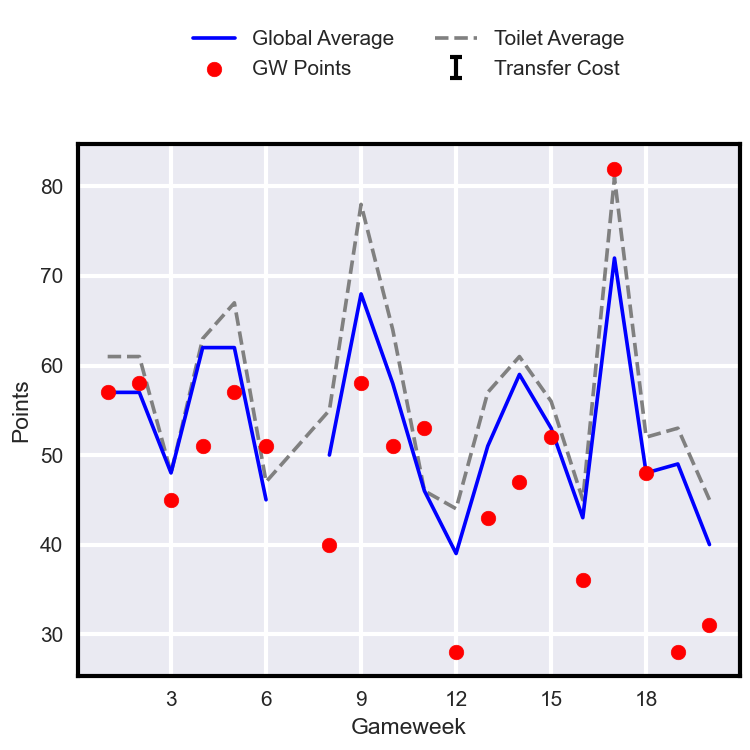 Global Average
Toilet Average
GW Points
Transfer Cost
80
70
60
50
40
30
Points
3 6 9 12 15 18
Gameweek